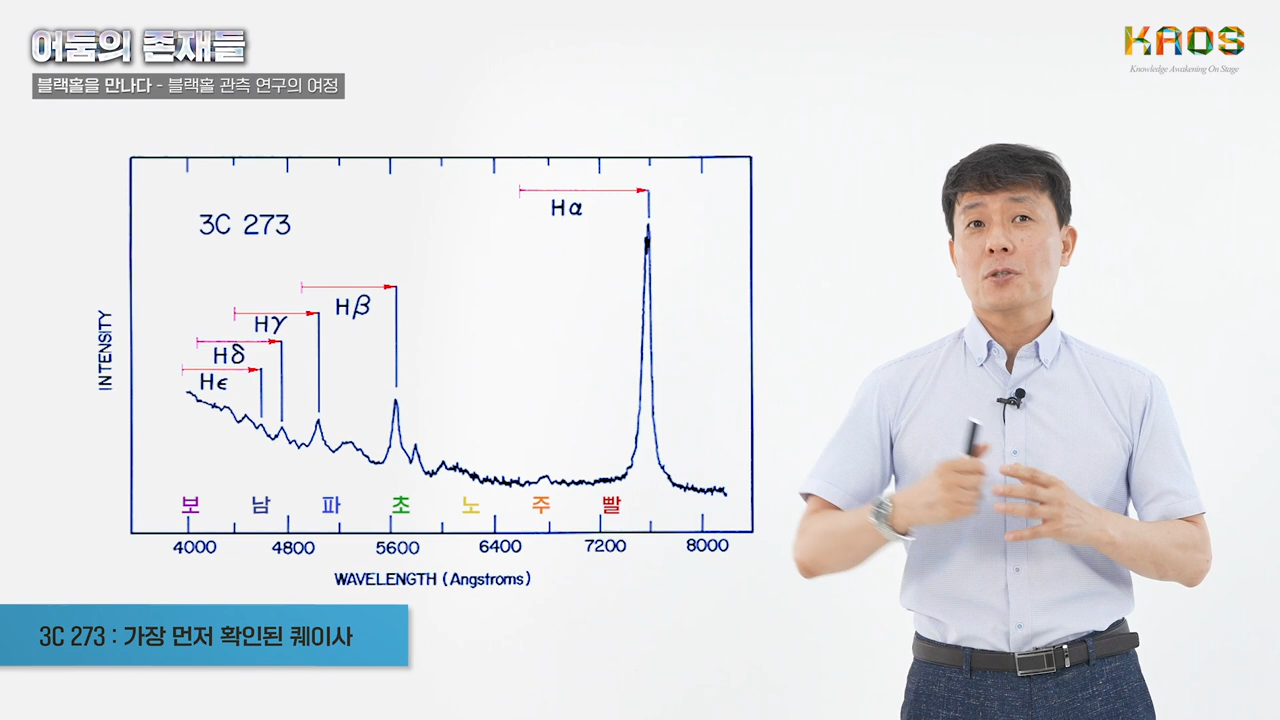 어둠의 존재들
블랙홀을 만나다 - 블랙홀 관측 연구의 여정
KAOS
Knowledge Awakening On Stage
3C 273
Hα
Hβ
Hγ
Hδ
Hϵ
INTENSITY
보 남 파 초 노 주 빨
4000 4800 5600 6400 7200 8000
WAVELENGTH (Angstroms)
3C 273 : 가장 먼저 확인된 퀘이사